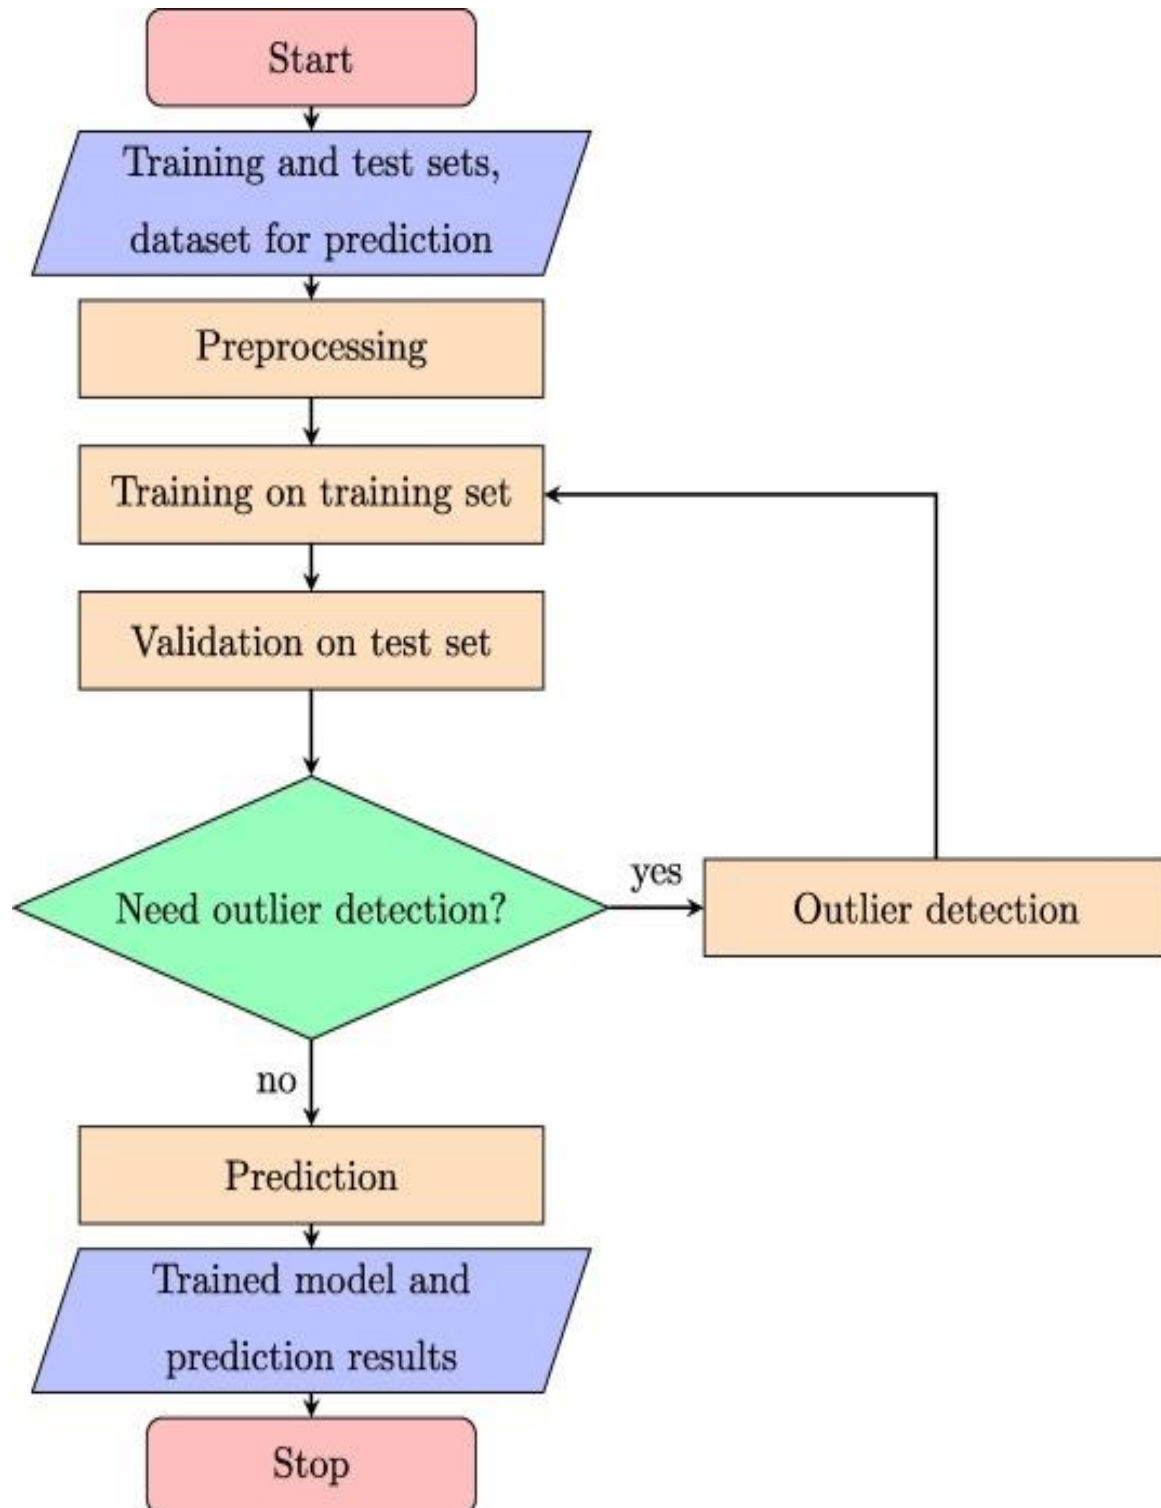 Start
Training and test sets,
dataset for prediction
Preprocessing
Training on training set
Validation on test set
Need outlier detection?
yes
Outlier detection
no
Prediction
Trained model and
prediction results
Stop